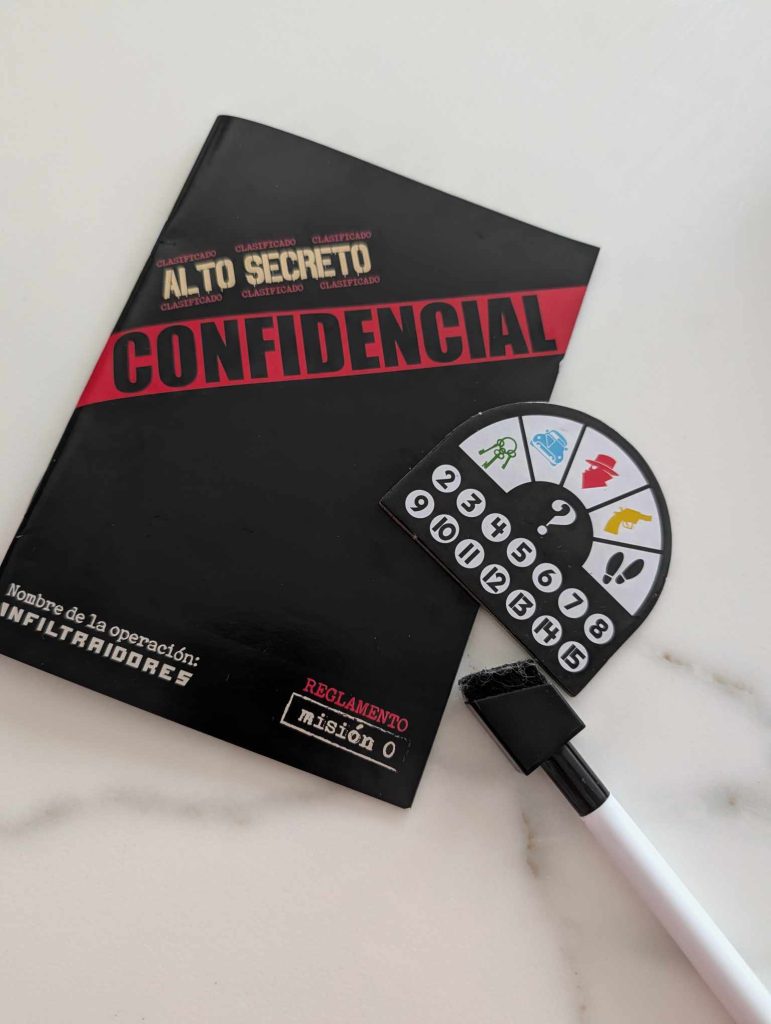 CLASIFICADO CLASIFICADO CLASIFICADO
ALTO SECRETO
CLASIFICADO CLASIFICADO CLASIFICADO
CONFIDENCIAL
Nombre de la operación:
INFILTRAIDORES
REGLAMENTO
misión 0
?
2 3 4 5 6 7 8
9 10 11 12 13 14 15